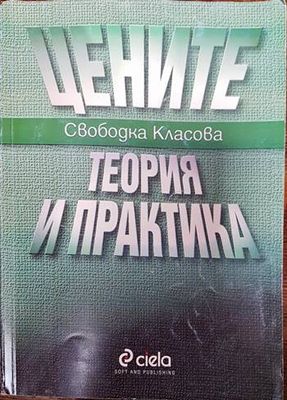 ЦЕНИТЕ
Свободка Класова
ТЕОРИЯ
И ПРАКТИКА
ciela
SOFT AND PUBLISHING